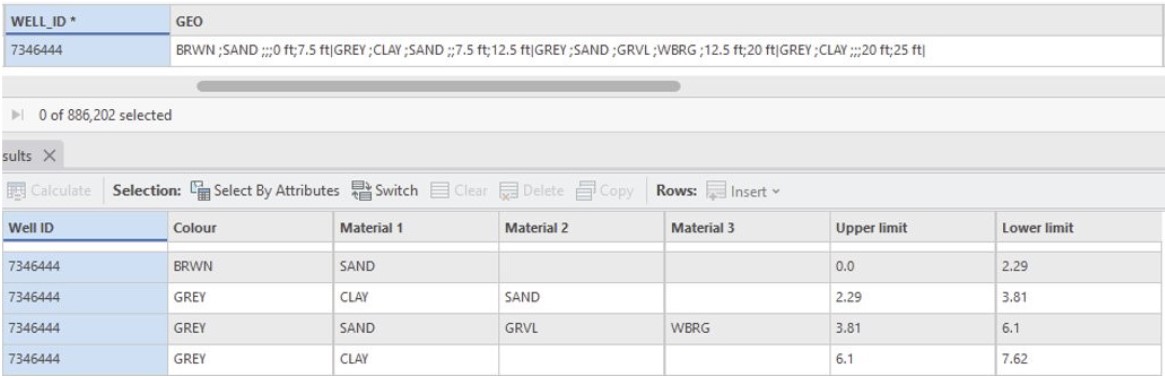 WELL_ID * GEO
7346444 BRWN ;SAND ;;;0 ft;7.5 ft|GREY ;CLAY ;SAND ;;7.5 ft;12.5 ft|GREY ;SAND ;GRVL ;WBRG ;12.5 ft;20 ft|GREY ;CLAY ;;;20 ft;25 ft|
0 of 886,202 selected
sults
Calculate Selection: Select By Attributes Switch Clear Delete Copy Rows: Insert
Well ID Colour Material 1 Material 2 Material 3 Upper limit Lower limit
7346444 BRWN SAND 0.0 2.29
7346444 GREY CLAY SAND 2.29 3.81
7346444 GREY SAND GRVL WBRG 3.81 6.1
7346444 GREY CLAY 6.1 7.62